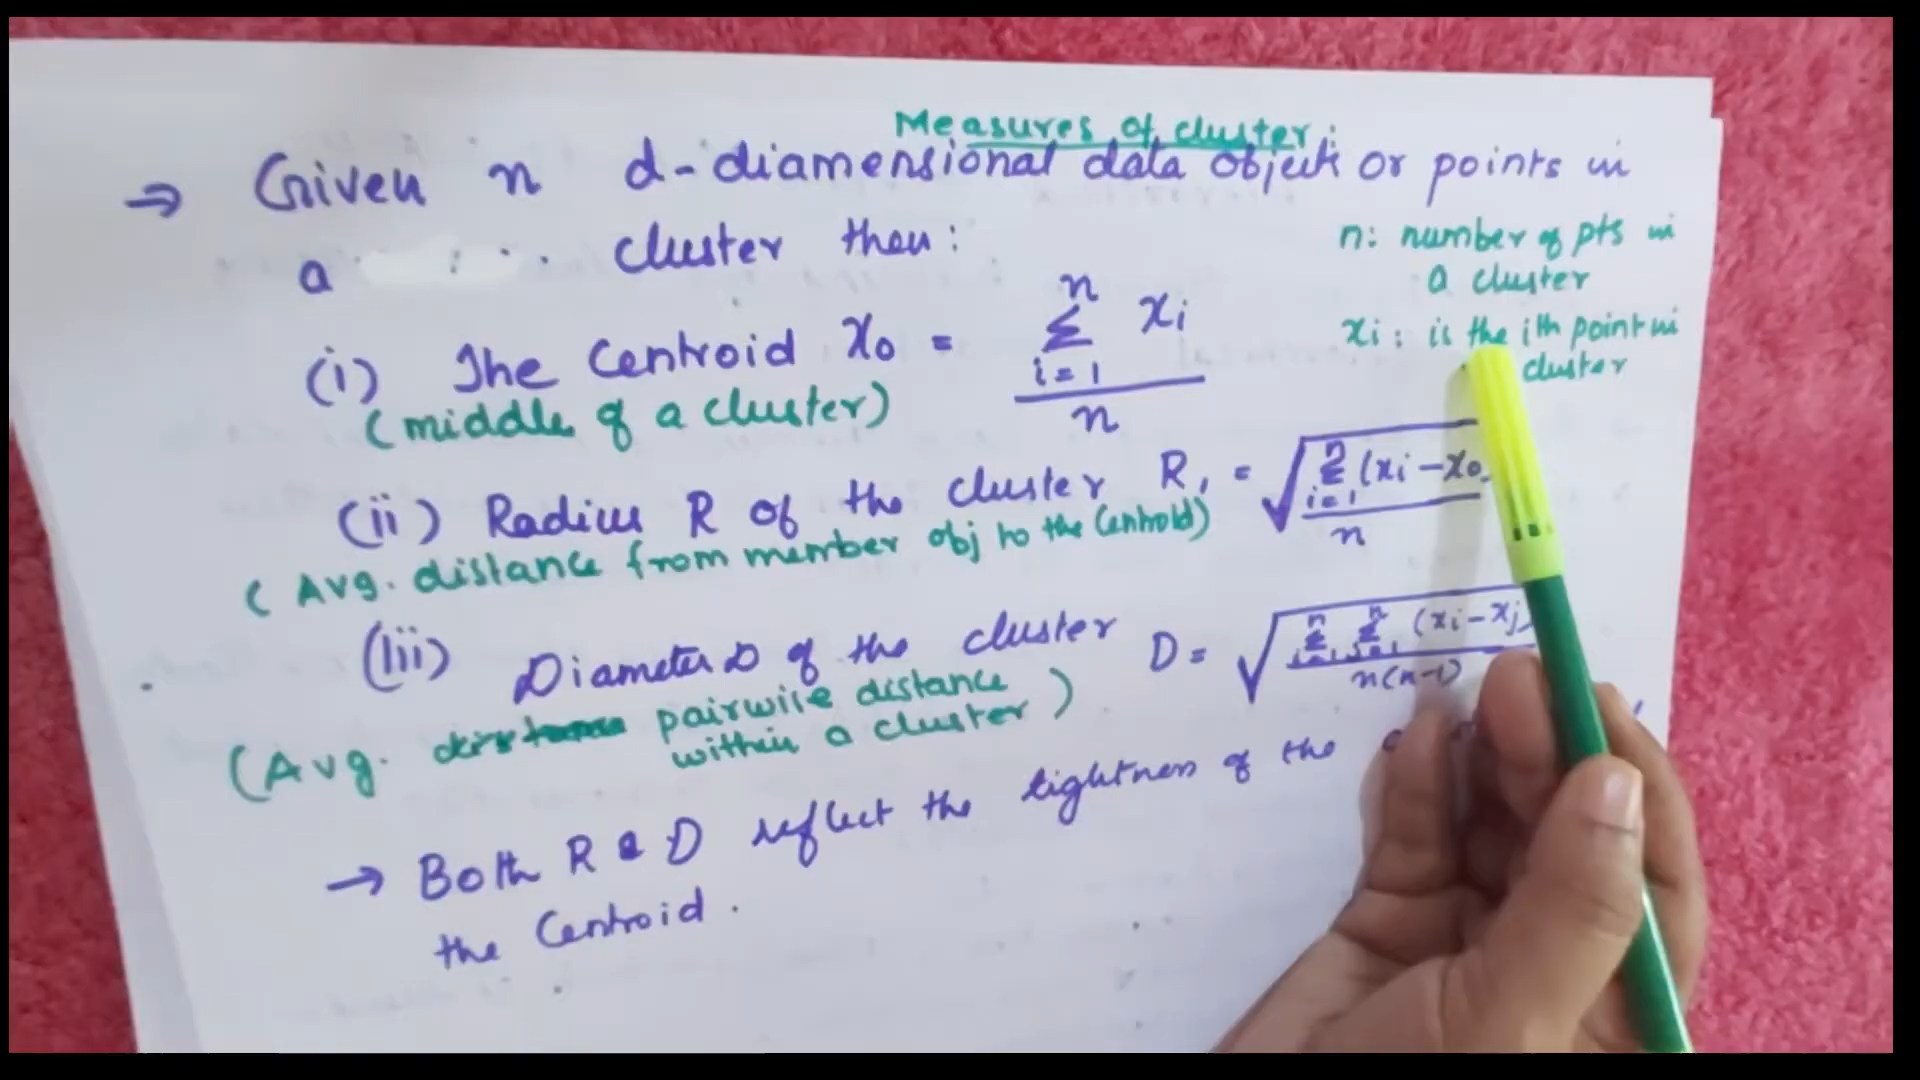 Measures of cluster:
→ Given n d-diamensional data object or points in
a cluster then:
n: number of pts in
a cluster
xi: is the ith point in
cluster
(i) The Centroid X0 = n Σ i=1 xi / n
(middle of a cluster)
(ii) Radius R of the cluster R, = √ n Σ i=1 (xi - X0 / n
(Avg. distance from member obj to the Centroid)
(iii) Diameter D of the cluster D = √ n Σ i=1 n Σ j=1 (xi - xj / n(n-1)
(Avg. pairwise distance
within a cluster)
→ Both R & D reflect the tightness of the
the Centroid.